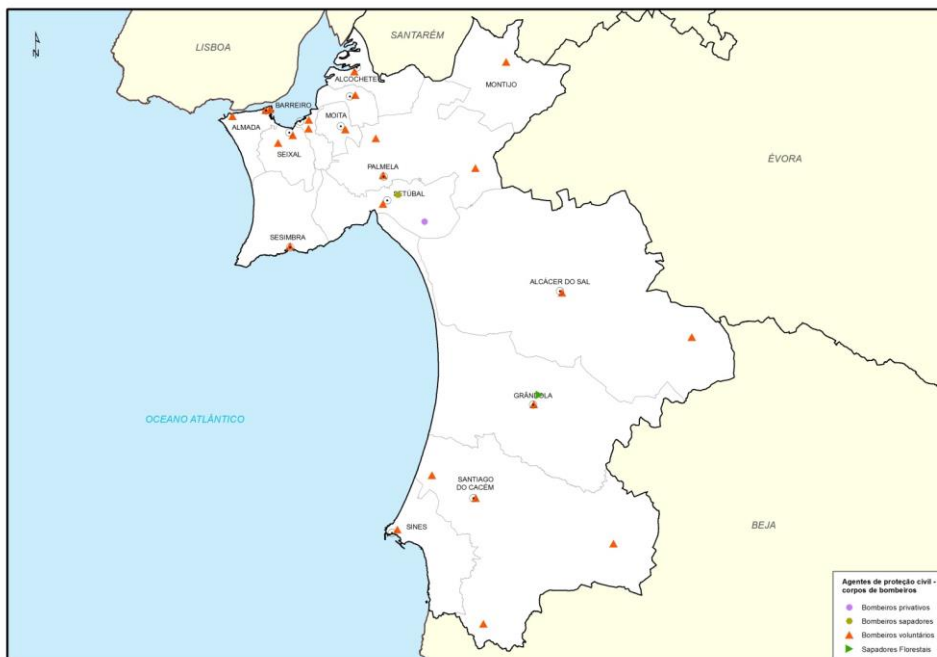 N
LISBOA
SANTARÉM
ALCOCHETE
MONTIJO
BARREIRO
MOITA
ALMADA
SEIXAL
ÉVORA
PALMELA
SETÚBAL
SESIMBRA
ALCÁCER DO SAL
GRÂNDOLA
OCEANO ATLÂNTICO
SANTIAGO
DO CACÉM
SINES
BEJA
Agentes de proteção civil -
corpos de bombeiros
Bombeiros privativos
Bombeiros sapadores
Bombeiros voluntários
Sapadores Florestais